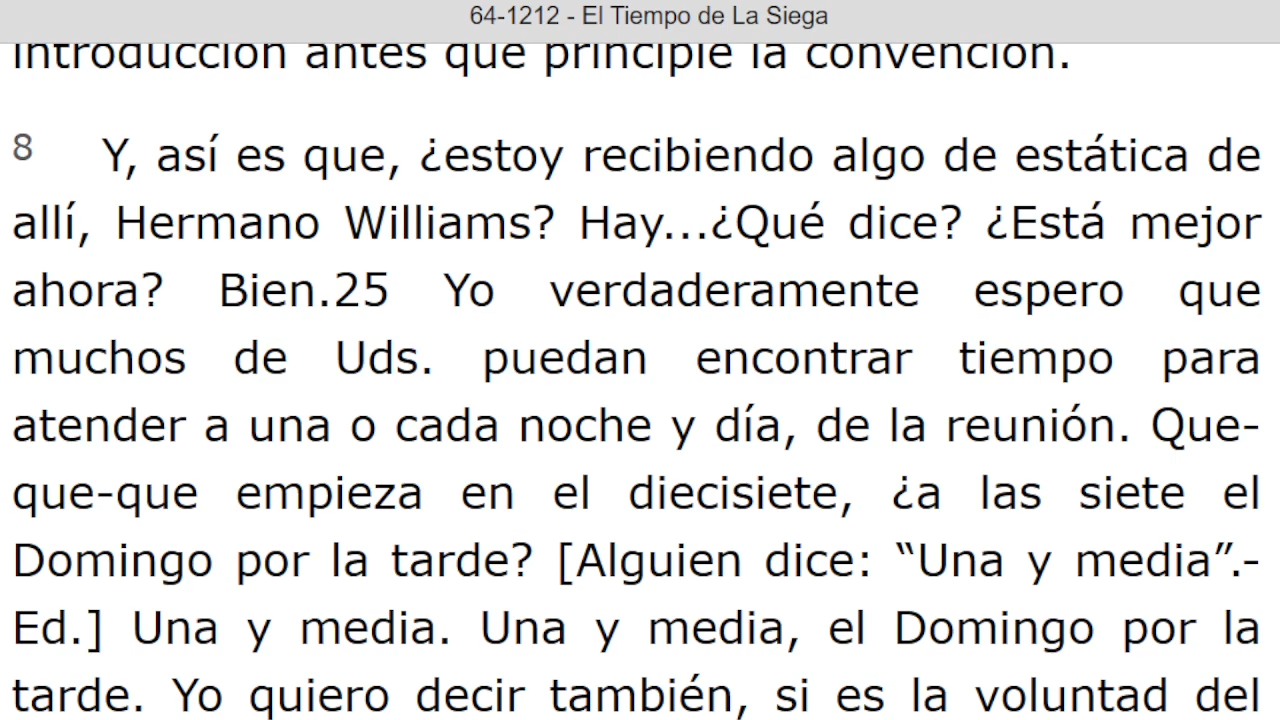 64-1212 - El Tiempo de La Siega
introducción antes que principie la convención.
8 Y, así es que, ¿estoy recibiendo algo de estática de
allí, Hermano Williams? Hay...¿Qué dice? ¿Está mejor
ahora? Bien.25 Yo verdaderamente espero que
muchos de Uds. puedan encontrar tiempo para
atender a una o cada noche y día, de la reunión. Que-
que-que empieza en el diecisiete, ¿a las siete el
Domingo por la tarde? [Alguien dice: “Una y media”.-
Ed.] Una y media. Una y media, el Domingo por la
tarde. Yo quiero decir también, si es la voluntad del